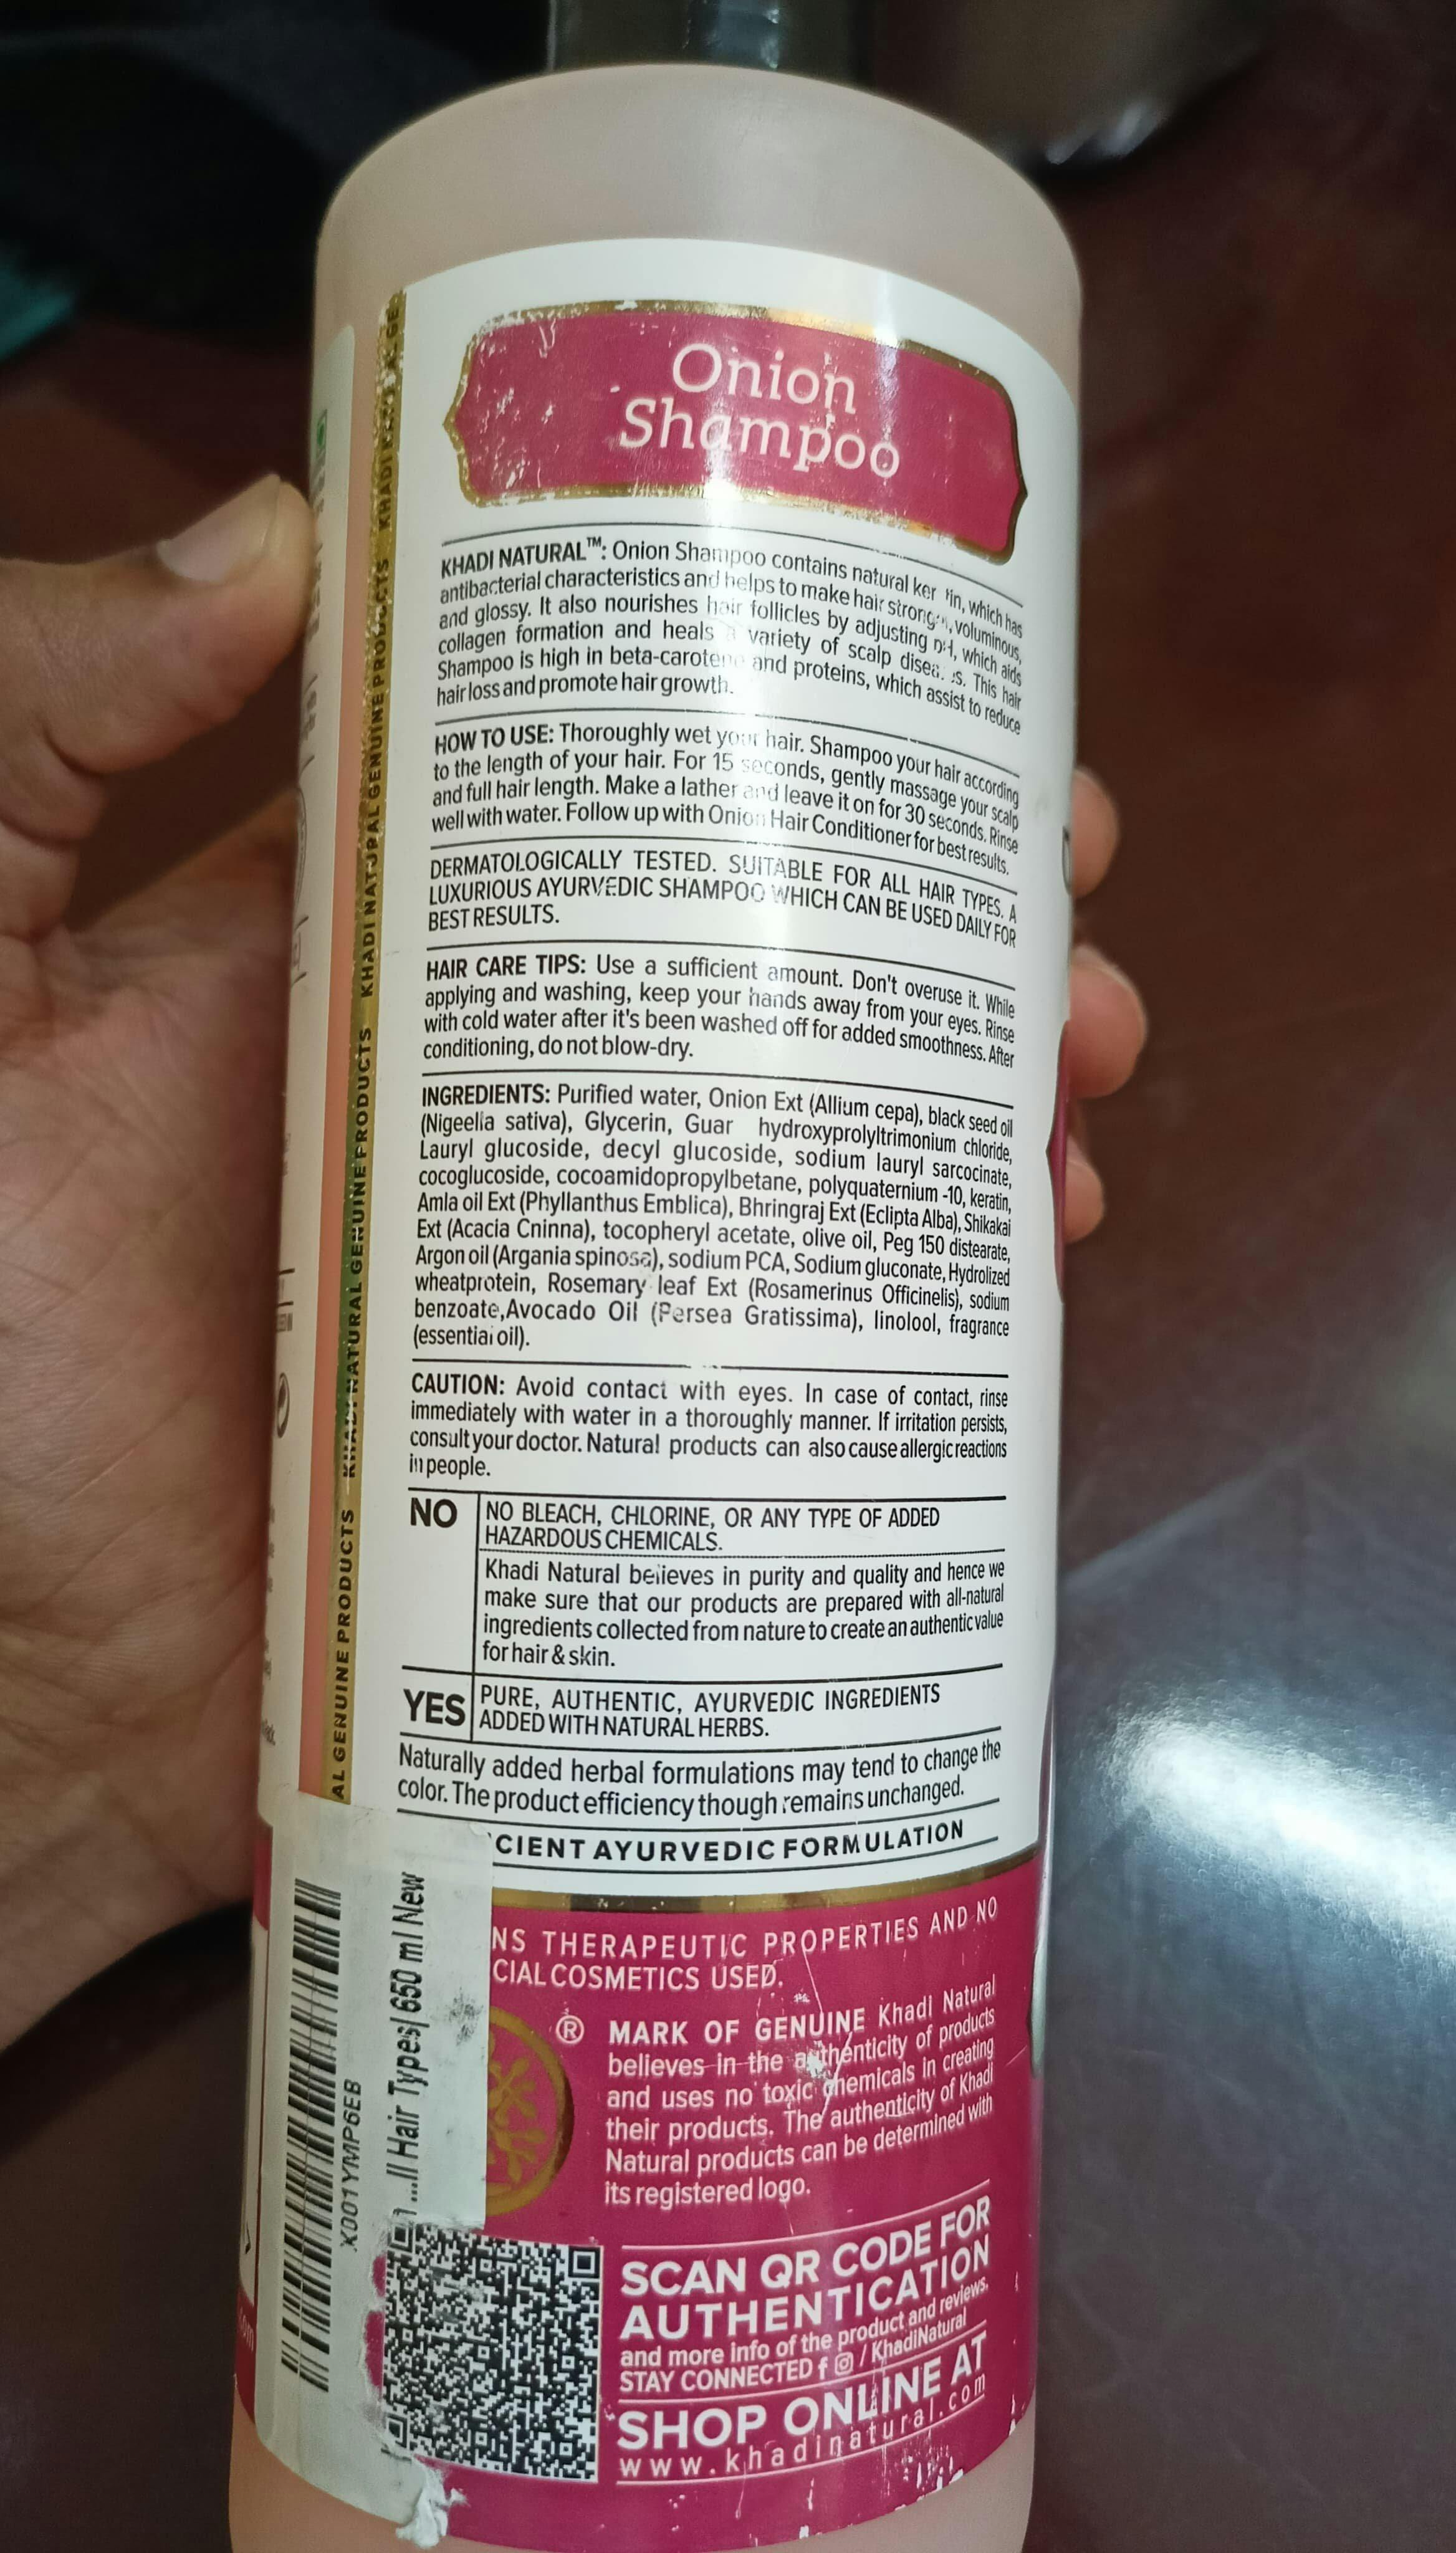 Onion
Shampoo
KHADI NATURAL™: Onion Shampoo contains natural which has
antibacterial characteristics and helps to make hair voluminous,
and glossy. It also nourishes hair follicles by adjusting which aids
collagen formation and heals a variety of scalp This hair
Shampoo is high in and proteins, which assist to reduce
hair loss and promote hair growth.
HOW TO USE: Thoroughly wet your hair. Shampoo your hair according
to the length of your hair. For 15 seconds, gently massage your scalp
and full hair length. Make a lather and leave it on for 30 seconds. Rinse
well with water. Follow up with Onion Hair Conditioner for best results.
DERMATOLOGICALLY TESTED. SUITABLE FOR ALL HAIR TYPES. A
LUXURIOUS AYURVEDIC SHAMPOO WHICH CAN BE USED DAILY FOR
BEST RESULTS.
HAIR CARE TIPS: Use a sufficient amount. Don't overuse it. While
applying and washing, keep your hands away from your eyes. Rinse
with cold water after it's been washed off for added smoothness. After
conditioning, do not blow-dry.
INGREDIENTS: Purified water, Onion Ext (Allium cepa), black seed oil
(Nigeelia sativa), Glycerin, Guar hydroxyprolyltrimonium chloride,
Lauryl glucoside, decyl glucoside, sodium lauryl sarcocinate,
cocoglucoside, cocoamidopropylbetane, polyquaternium -10, keratin,
Amla oil Ext (Phyllanthus Emblica), Bhringraj Ext (Eclipta Alba), Shikakai
Ext (Acacia Cninna), tocopheryl acetate, olive oil, Peg 150 distearate,
Argon oil (Argania spinosa), sodium PCA, Sodium gluconate, Hydrolized
wheatprotein, Rosemary leaf Ext (Rosamerinus Officinelis), sodium
benzoate,Avocado Oil (Persea Gratissima), linolool, fragrance
(essential oil).
CAUTION: Avoid contact with eyes. In case of contact, rinse
immediately with water in a thoroughly manner. If irritation persists,
consult your doctor. Natural products can also cause allergic reactions
in people.
NO
NO BLEACH, CHLORINE, OR ANY TYPE OF ADDED
HAZARDOUS CHEMICALS.
Khadi Natural believes in purity and quality and hence we
make sure that our products are prepared with all-natural
ingredients collected from nature to create an authentic value
for hair & skin.
YES
PURE, AUTHENTIC, AYURVEDIC INGREDIENTS
ADDED WITH NATURAL HERBS.
Naturally added herbal formulations may tend to change the
color. The product efficiency though remains unchanged.
CIENT AYURVEDIC FORMULATION
NS THERAPEUTIC PROPERTIES AND NO
CIAL COSMETICS USED.
® MARK OF GENUINE Khadi Natural
believes in the authenticity of products
and uses no toxic chemicals in creating
their products. The authenticity of Khadi
Natural products can be determined with
its registered logo.
SCAN QR CODE FOR
AUTHENTICATION
and more info of the product and reviews.
STAY CONNECTED f /KhadiNatural
SHOP ONLINE AT
www.khadinatural.com
X001YMP6EB
...ll Hair Types| 650 ml New
AL GENUINE PRODUCTS KHADI NATURAL GENUINE PRODUCTS KHADI NATURAL GENUINE PRODUCTS